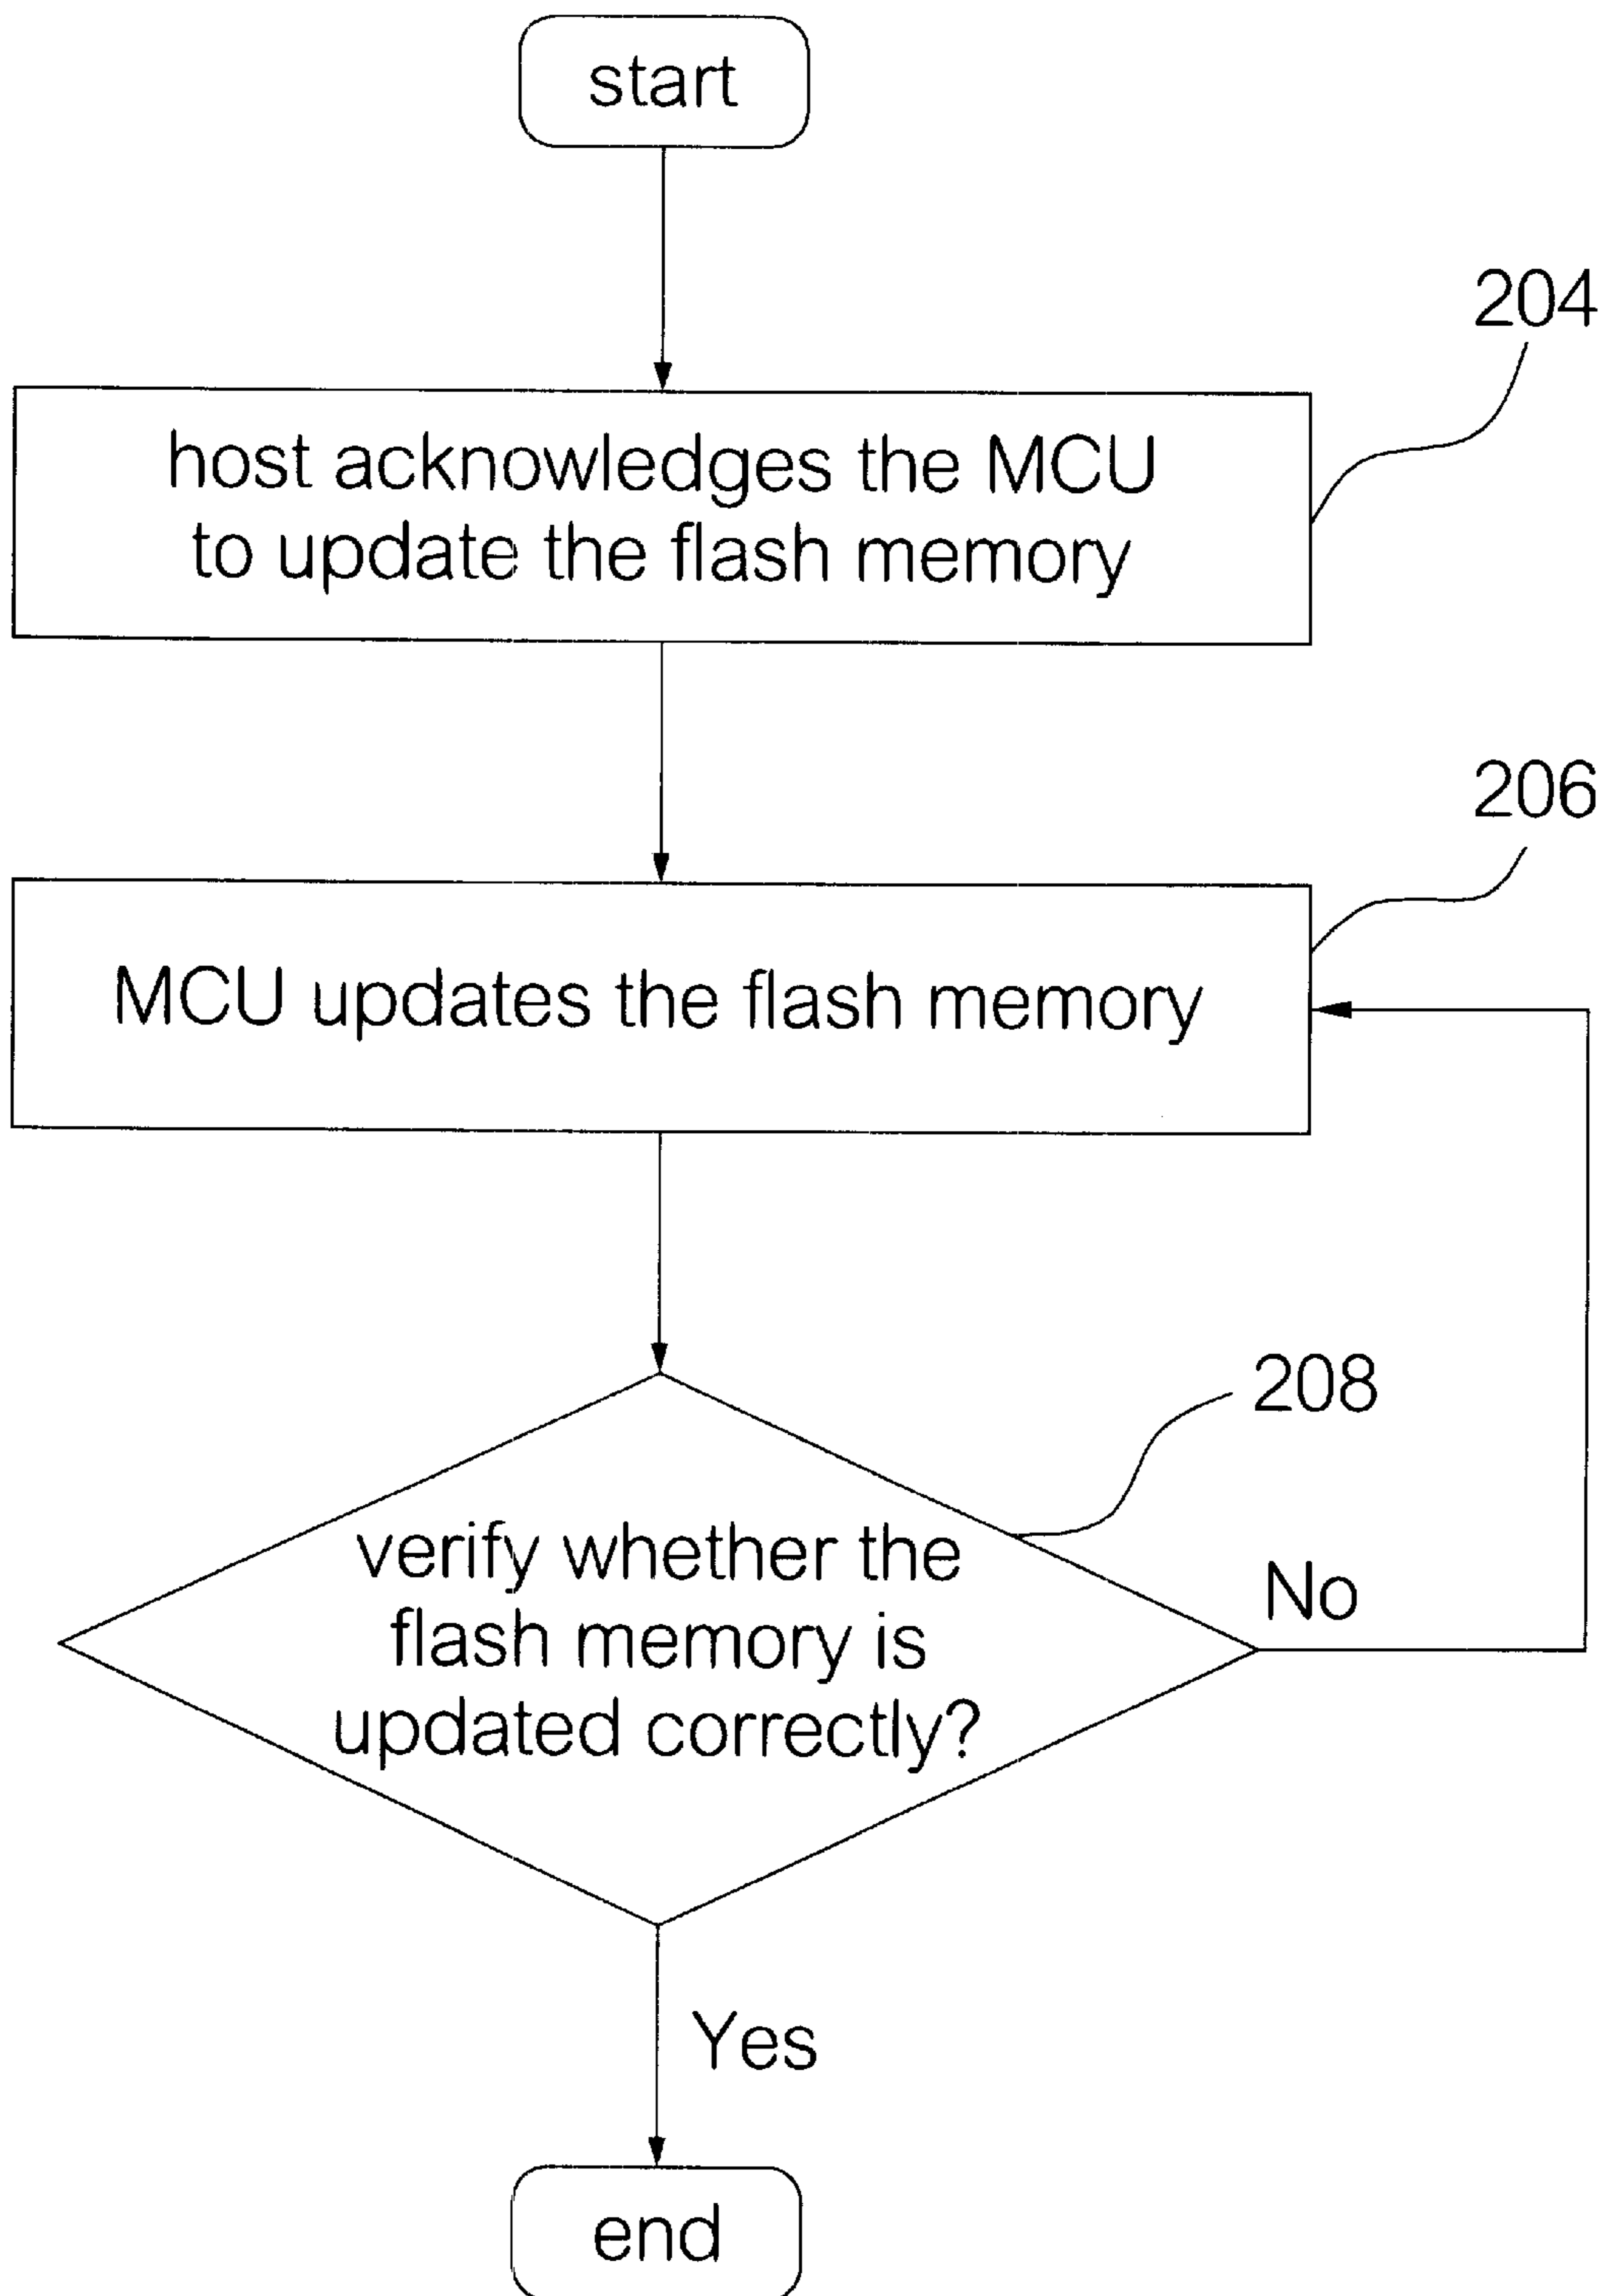 start
204
host acknowledges the MCU
to update the flash memory
206
MCU updates the flash memory
208
verify whether the
flash memory is
updated correctly?
No
Yes
end